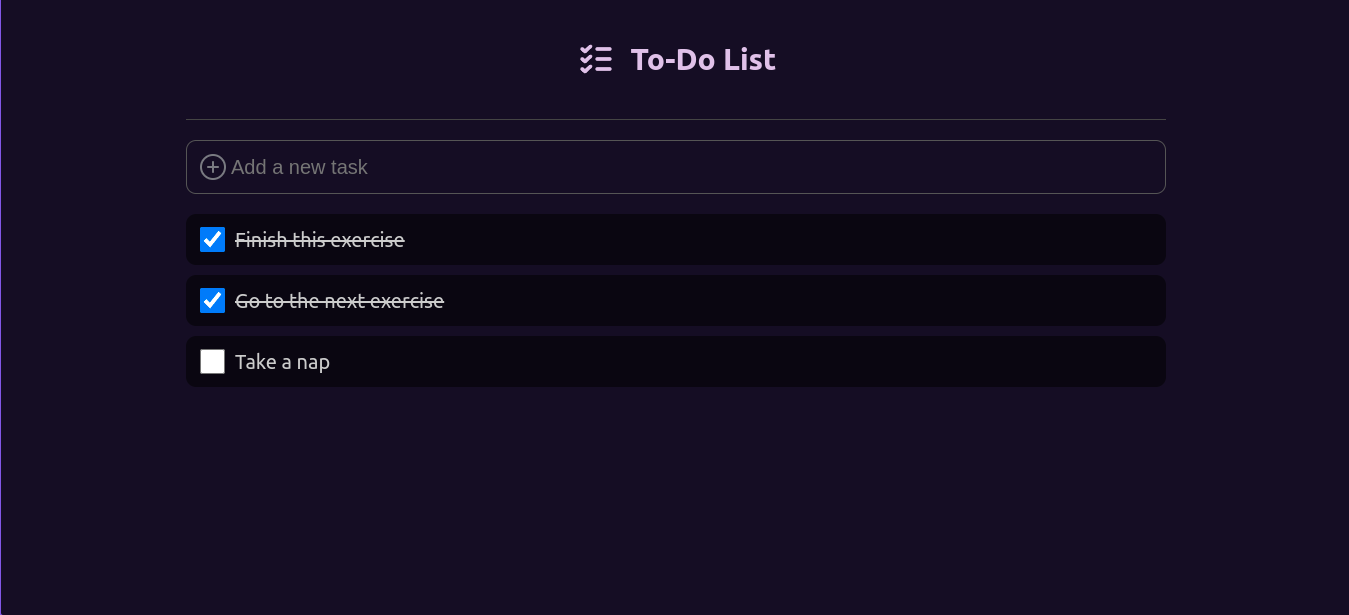 To-Do List
Add a new task
Finish this exercise
Go to the next exercise
Take a nap